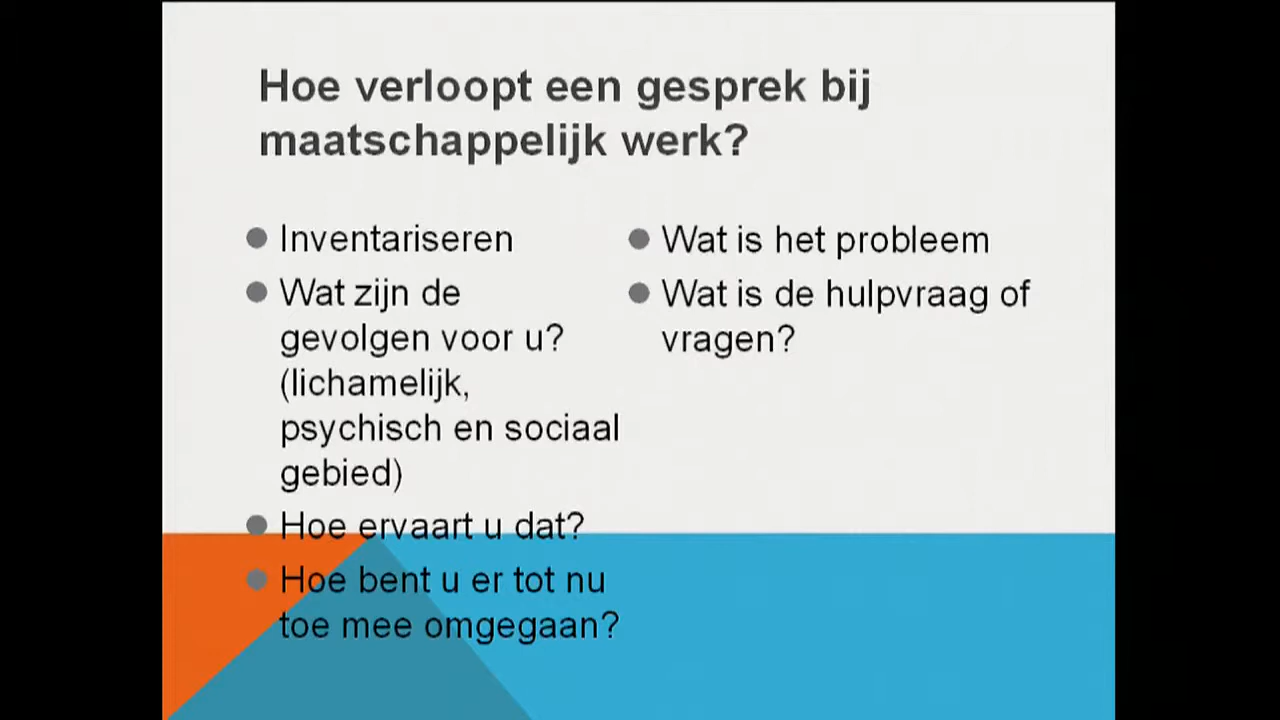 Hoe verloopt een gesprek bij
maatschappelijk werk?
Inventariseren
Wat zijn de
gevolgen voor u?
(lichamelijk,
psychisch en sociaal
gebied)
Hoe ervaart u dat?
Hoe bent u er tot nu
toe mee omgegaan?
Wat is het probleem
Wat is de hulpvraag of
vragen?